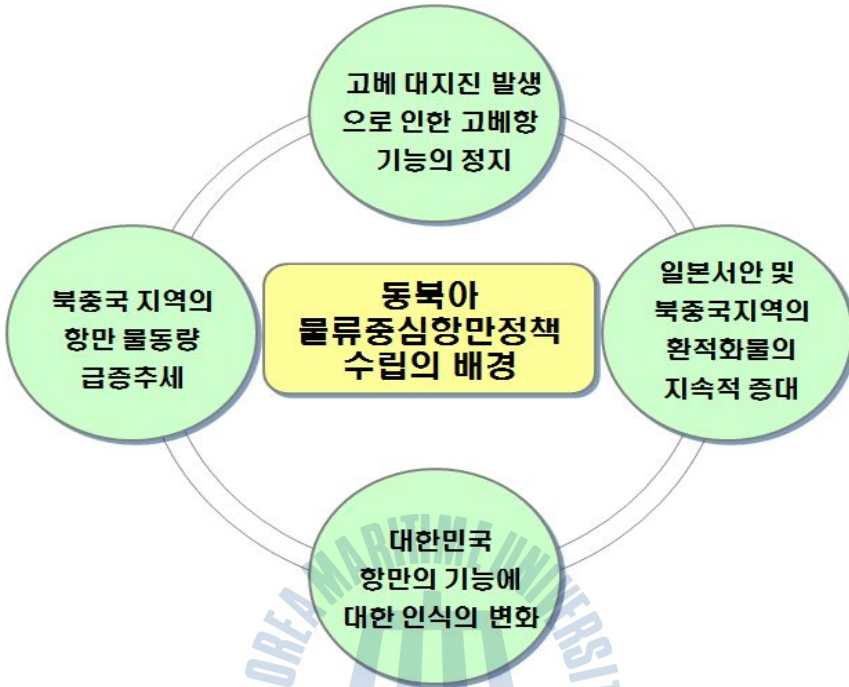 고베 대지진 발생
으로 인한 고베항
기능의 정지
북중국 지역의
항만 물동량
급증추세
동북아
물류중심항만정책
수립의 배경
일본서안 및
북중국지역의
환적화물의
지속적 증대
대한민국
항만의 기능에
대한 인식의 변화
OREA MARITIME UNIVERSI